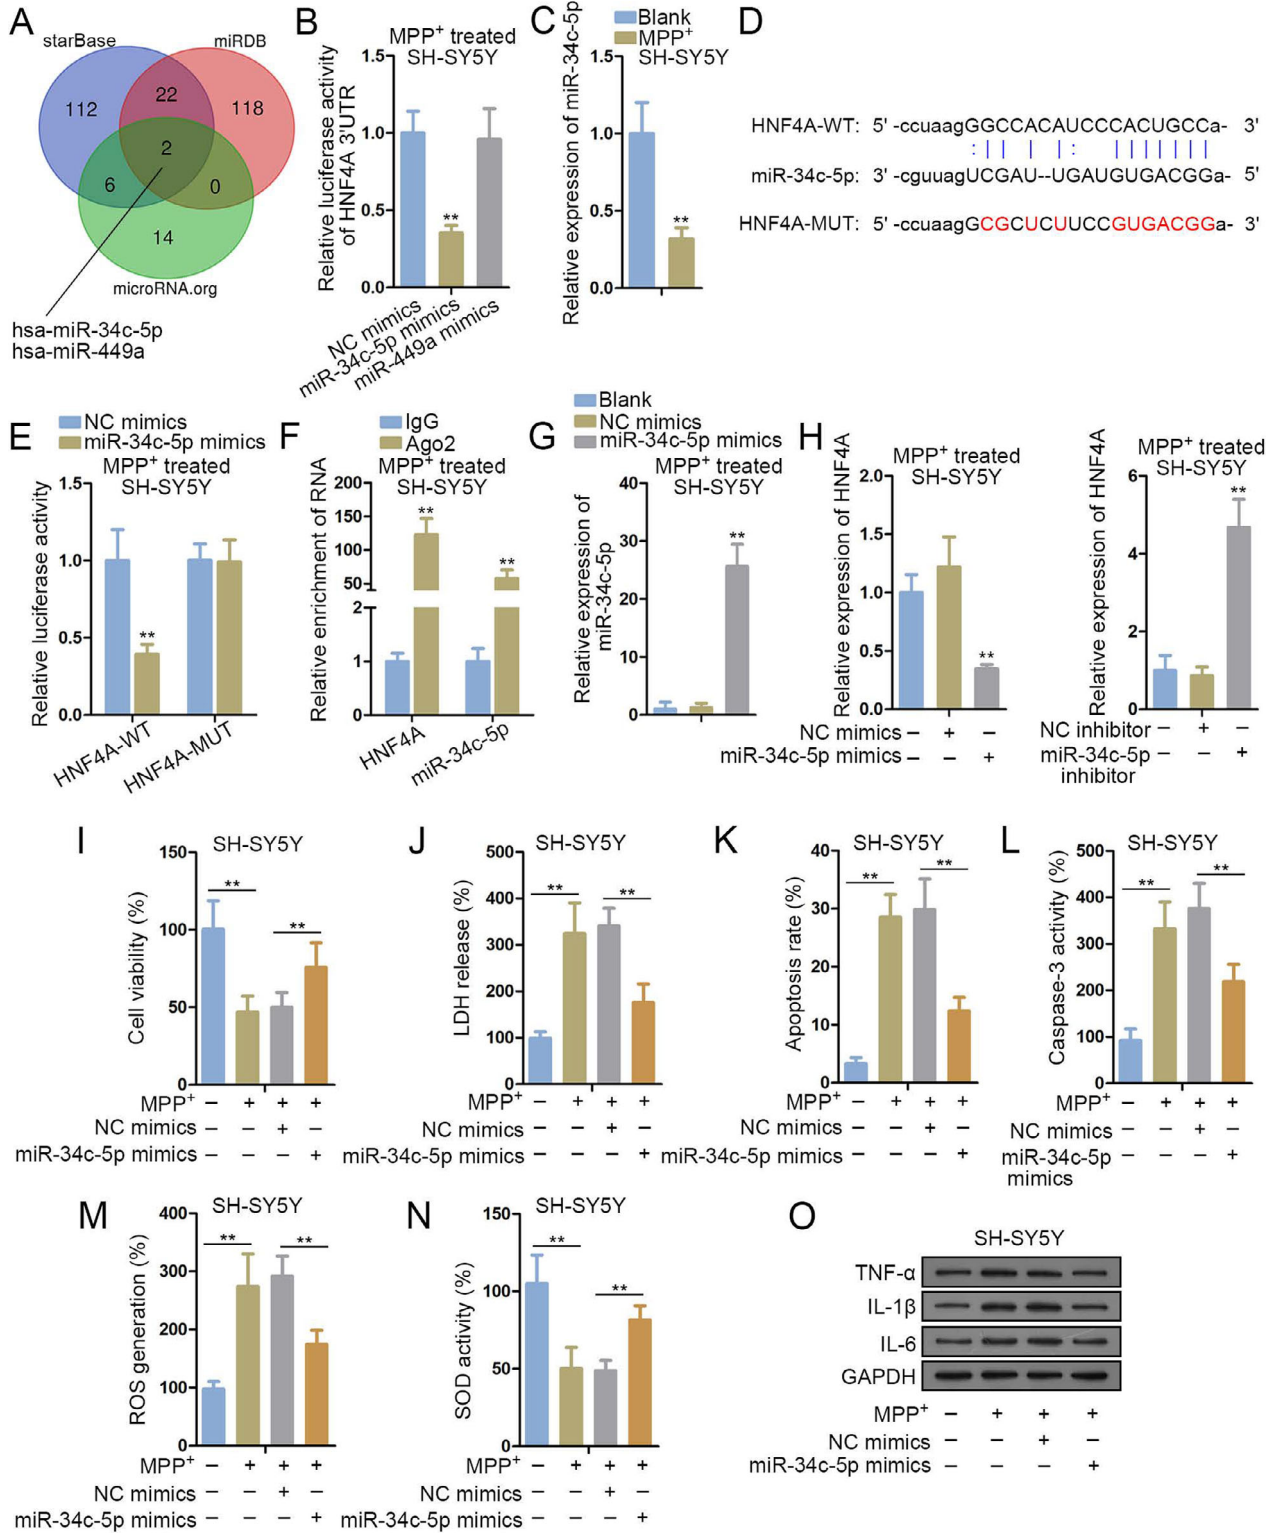 A
starBase
miRDB
112
22
118
2
6
0
14
microRNA.org
hsa-miR-34c-5p
hsa-miR-449a
B
MPP+ treated
SH-SY5Y
Relative luciferase activity
of HNF4A 3'UTR
1.5
1.0
0.5
0.0
**
NC mimics
miR-34c-5p mimics
miR-449a mimics
C
Blank
MPP+
SH-SY5Y
Relative expression of miR-34c-5p
1.5
1.0
0.5
0.0
**
D
HNF4A-WT: 5' -ccuaagGGCCACAUCCCACUGCCa- 3'
miR-34c-5p: 3' -cguuagUCGAU--UGAUGUGACGGa- 5'
HNF4A-MUT: 5' -ccuaagGCGCUCUUCCGUGACGGa- 3'
E
NC mimics
miR-34c-5p mimics
MPP+ treated
SH-SY5Y
Relative luciferase activity
1.5
1.0
0.5
0.0
**
HNF4A-WT
HNF4A-MUT
F
IgG
Ago2
MPP+ treated
SH-SY5Y
Relative enrichment of RNA
200
150
100
50
2
1
0
**
**
HNF4A
miR-34c-5p
G
Blank
NC mimics
miR-34c-5p mimics
MPP+ treated
SH-SY5Y
Relative expression of
miR-34c-5p
40
30
20
10
0
**
H
MPP+ treated
SH-SY5Y
Relative expression of HNF4A
2.0
1.5
1.0
0.5
0.0
**
NC mimics − + −
miR-34c-5p mimics − − +
MPP+ treated
SH-SY5Y
Relative expression of HNF4A
6
4
2
0
**
NC inhibitor − + −
miR-34c-5p − − +
inhibitor
I
SH-SY5Y
Cell viability (%)
150
100
50
0
**
**
MPP+ − + + +
NC mimics − − + −
miR-34c-5p mimics − − − +
J
SH-SY5Y
LDH release (%)
500
400
300
200
100
0
**
**
MPP+ − + + +
NC mimics − − + −
miR-34c-5p mimics − − − +
K
SH-SY5Y
Apoptosis rate (%)
40
30
20
10
0
**
**
MPP+ − + + +
NC mimics − − + −
miR-34c-5p mimics − − − +
L
SH-SY5Y
Caspase-3 activity (%)
500
400
300
200
100
0
**
**
MPP+ − + + +
NC mimics − − + −
miR-34c-5p − − − +
mimics
M
SH-SY5Y
ROS generation (%)
400
300
200
100
0
**
**
MPP+ − + + +
NC mimics − − + −
miR-34c-5p mimics − − − +
N
SH-SY5Y
SOD activity (%)
150
100
50
0
**
**
MPP+ − + + +
NC mimics − − + −
miR-34c-5p mimics − − − +
O
SH-SY5Y
TNF-α
IL-1β
IL-6
GAPDH
MPP+ − + + +
NC mimics − − + −
miR-34c-5p mimics − − − +